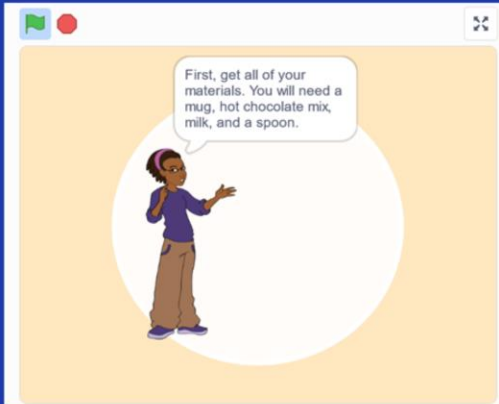 First, get all of your
materials. You will need a
mug, hot chocolate mix,
milk, and a spoon.